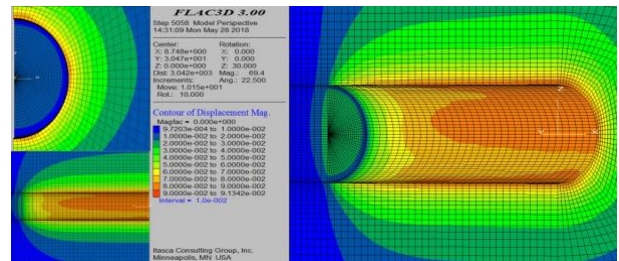 FLAC3D 3.00
Step 5058 Model Perspective
14:31:09 Mon May 28 2018
Center: Rotation:
X: 8.748e+000 X: 0.000
Y: 3.047e+001 Y: 0.000
Z: 0.000e+000 Z: 30.000
Dist: 3.042e+003 Mag.: 69.4
Increments: Ang.: 22.500
Move: 1.015e+001
Rot.: 10.000
Contour of Displacement Mag.
Magfac = 0.000e+000
9.7203e-004 to 1.0000e-002
1.0000e-002 to 2.0000e-002
2.0000e-002 to 3.0000e-002
3.0000e-002 to 4.0000e-002
4.0000e-002 to 5.0000e-002
5.0000e-002 to 6.0000e-002
6.0000e-002 to 7.0000e-002
7.0000e-002 to 8.0000e-002
8.0000e-002 to 9.0000e-002
9.0000e-002 to 9.1342e-002
Interval = 1.0e-002
Itasca Consulting Group, Inc.
Minneapolis, MN USA